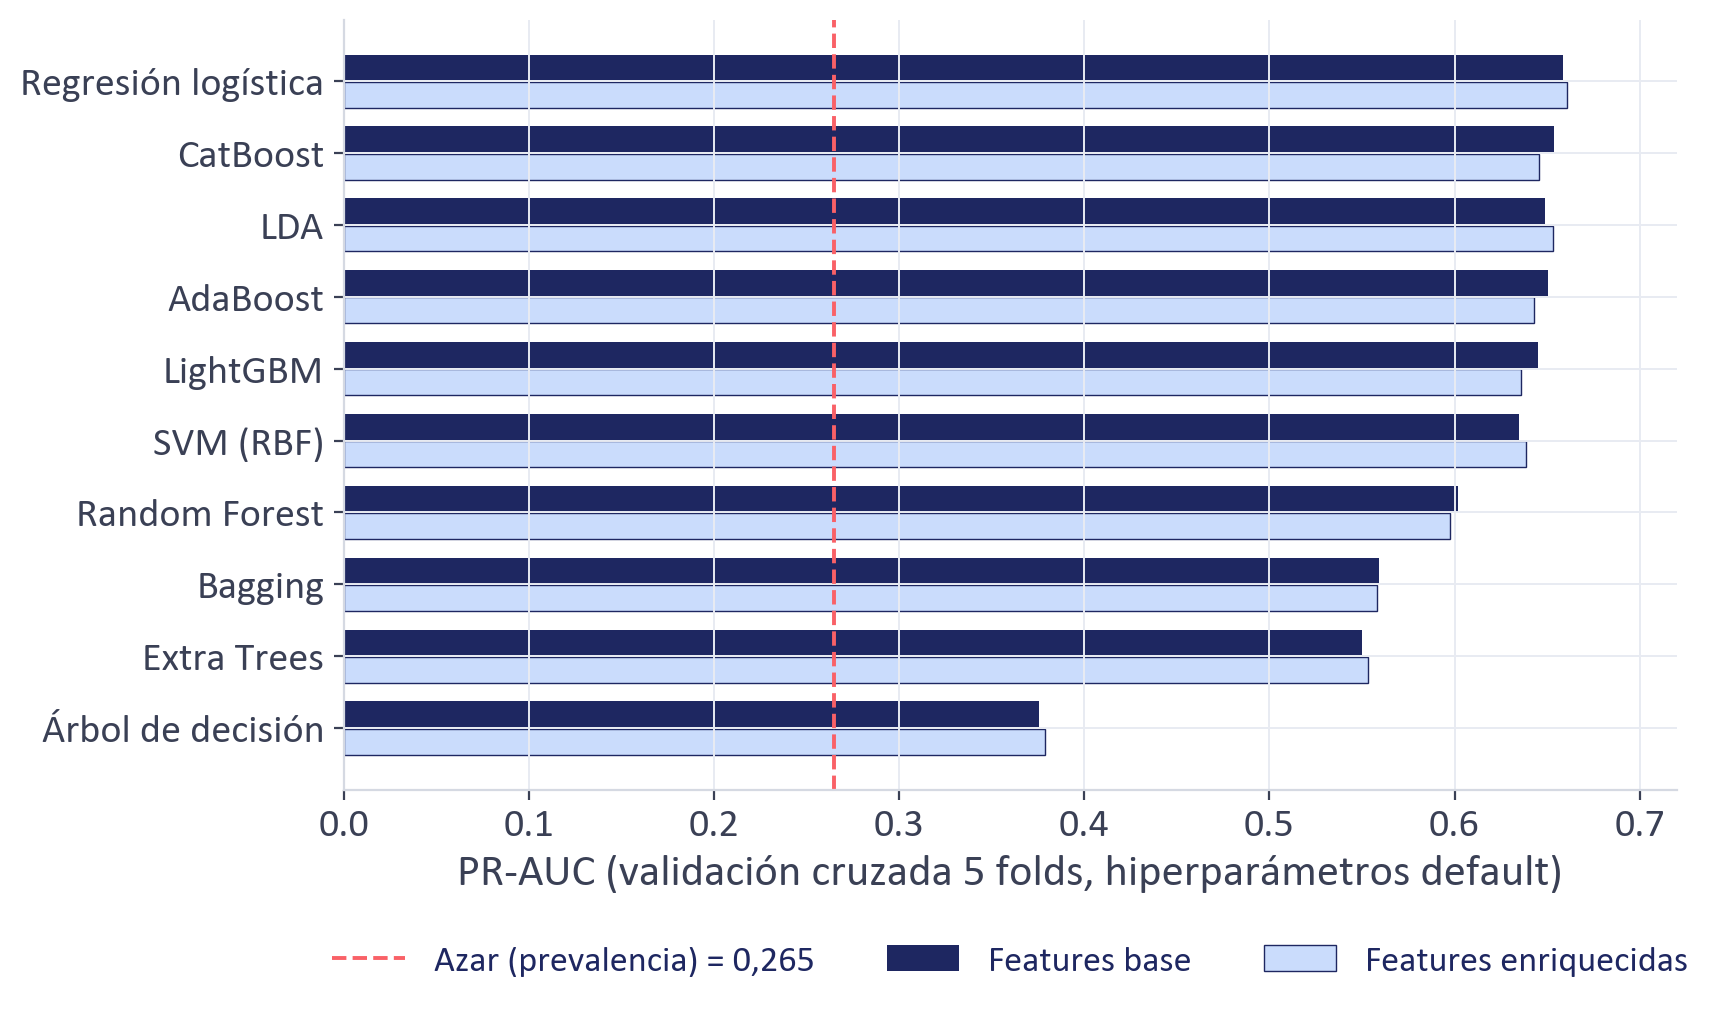 Regresión logística
CatBoost
LDA
AdaBoost
LightGBM
SVM (RBF)
Random Forest
Bagging
Extra Trees
Árbol de decisión
0.0 0.1 0.2 0.3 0.4 0.5 0.6 0.7
PR-AUC (validación cruzada 5 folds, hiperparámetros default)
Azar (prevalencia) = 0,265 Features base Features enriquecidas